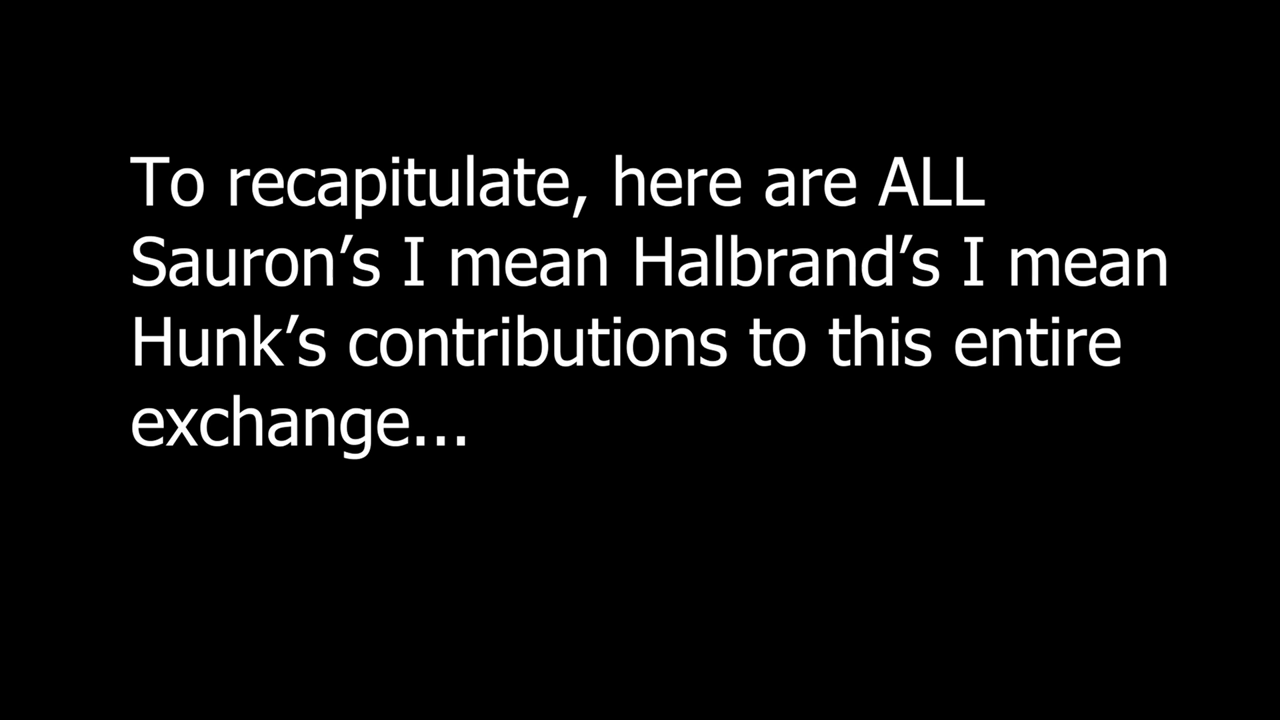 To recapitulate, here are ALL
Sauron’s I mean Halbrand’s I mean
Hunk’s contributions to this entire
exchange...